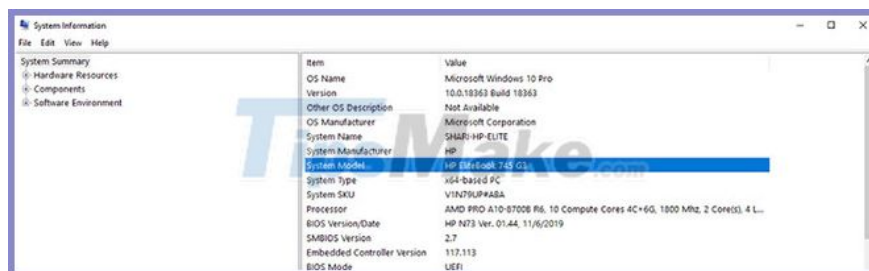 System Information
File Edit View Help
System Summary
Hardware Resources
Components
Software Environment
Item Value
OS Name Microsoft Windows 10 Pro
Version 10.0.18363 Build 18363
Other OS Description Not Available
OS Manufacturer Microsoft Corporation
System Name SHARI-HP-ELITE
System Manufacturer HP
System Model HP EliteBook 745 G3
System Type x64-based PC
System SKU V1N79UP#ABA
Processor AMD PRO A10-8700B R6, 10 Compute Cores 4C+6G, 1800 Mhz, 2 Core(s), 4 L...
BIOS Version/Date HP N73 Ver. 01.44, 11/6/2019
SMBIOS Version 2.7
Embedded Controller Version 117.113
BIOS Mode UEFI
TipsMake.com